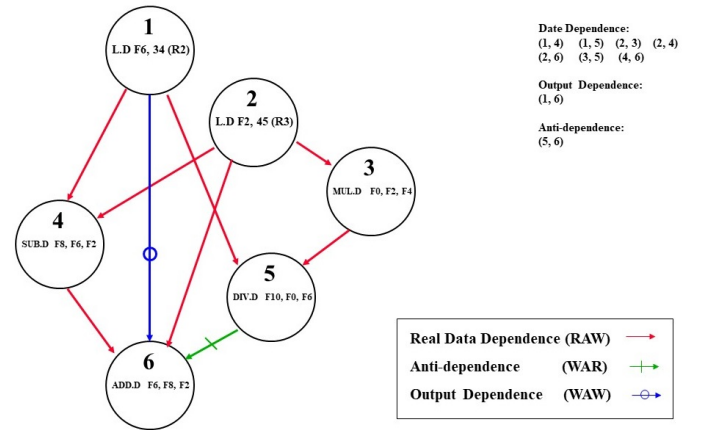 1
L.D F6, 34 (R2)
2
L.D F2, 45 (R3)
3
MUL.D F0, F2, F4
4
SUB.D F8, F6, F2
5
DIV.D F10, F0, F6
6
ADD.D F6, F8, F2
Date Dependence:
(1, 4) (1, 5) (2, 3) (2, 4)
(2, 6) (3, 5) (4, 6)
Output Dependence:
(1, 6)
Anti-dependence:
(5, 6)
Real Data Dependence (RAW)
Anti-dependence (WAR)
Output Dependence (WAW)